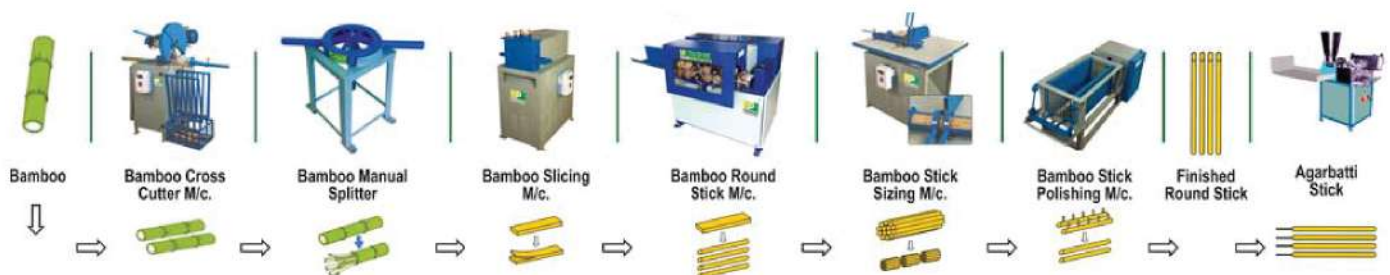 Bamboo
Bamboo Cross
Cutter M/c.
Bamboo Manual
Splitter
Bamboo Slicing
M/c.
Bamboo Round
Stick M/c.
Bamboo Stick
Sizing M/c.
Bamboo Stick
Polishing M/c.
Finished
Round Stick
Agarbatti
Stick